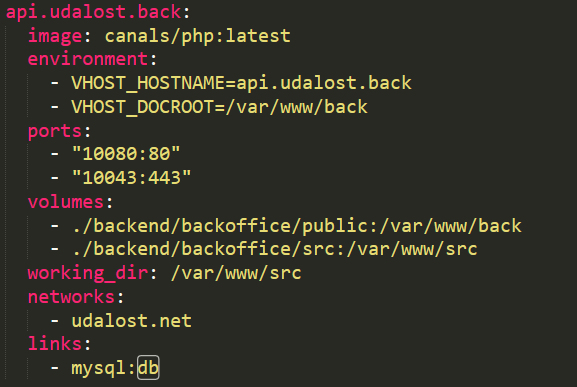 api.udalost.back:
  image: canals/php:latest
  environment:
    - VHOST_HOSTNAME=api.udalost.back
    - VHOST_DOCROOT=/var/www/back
  ports:
    - "10080:80"
    - "10043:443"
  volumes:
    - ./backend/backoffice/public:/var/www/back
    - ./backend/backoffice/src:/var/www/src
  working_dir: /var/www/src
  networks:
    - udalost.net
  links:
    - mysql:db